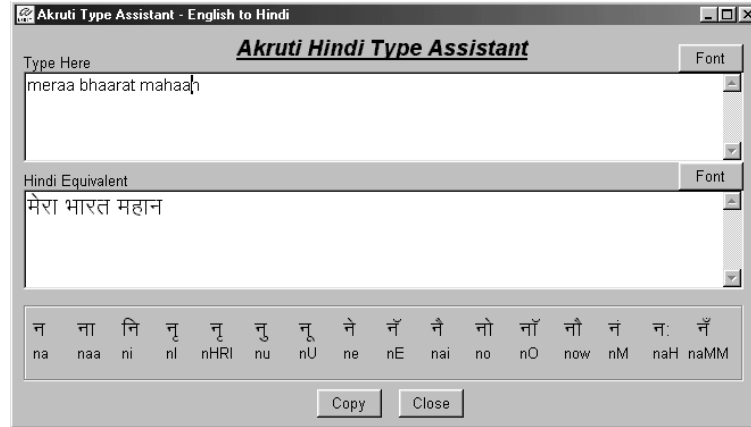 Akruti Type Assistant - English to Hindi
Akruti Hindi Type Assistant
Type Here
Font
meraa bhaarat mahaan
Hindi Equivalent
Font
मेरा भारत महान
न ना नि नृ नृ नु नू ने नॅ नै नो नॉ नौ नं न: नँ
na naa ni nI nHRI nu nU ne nE nai no nO now nM naH naMM
Copy Close